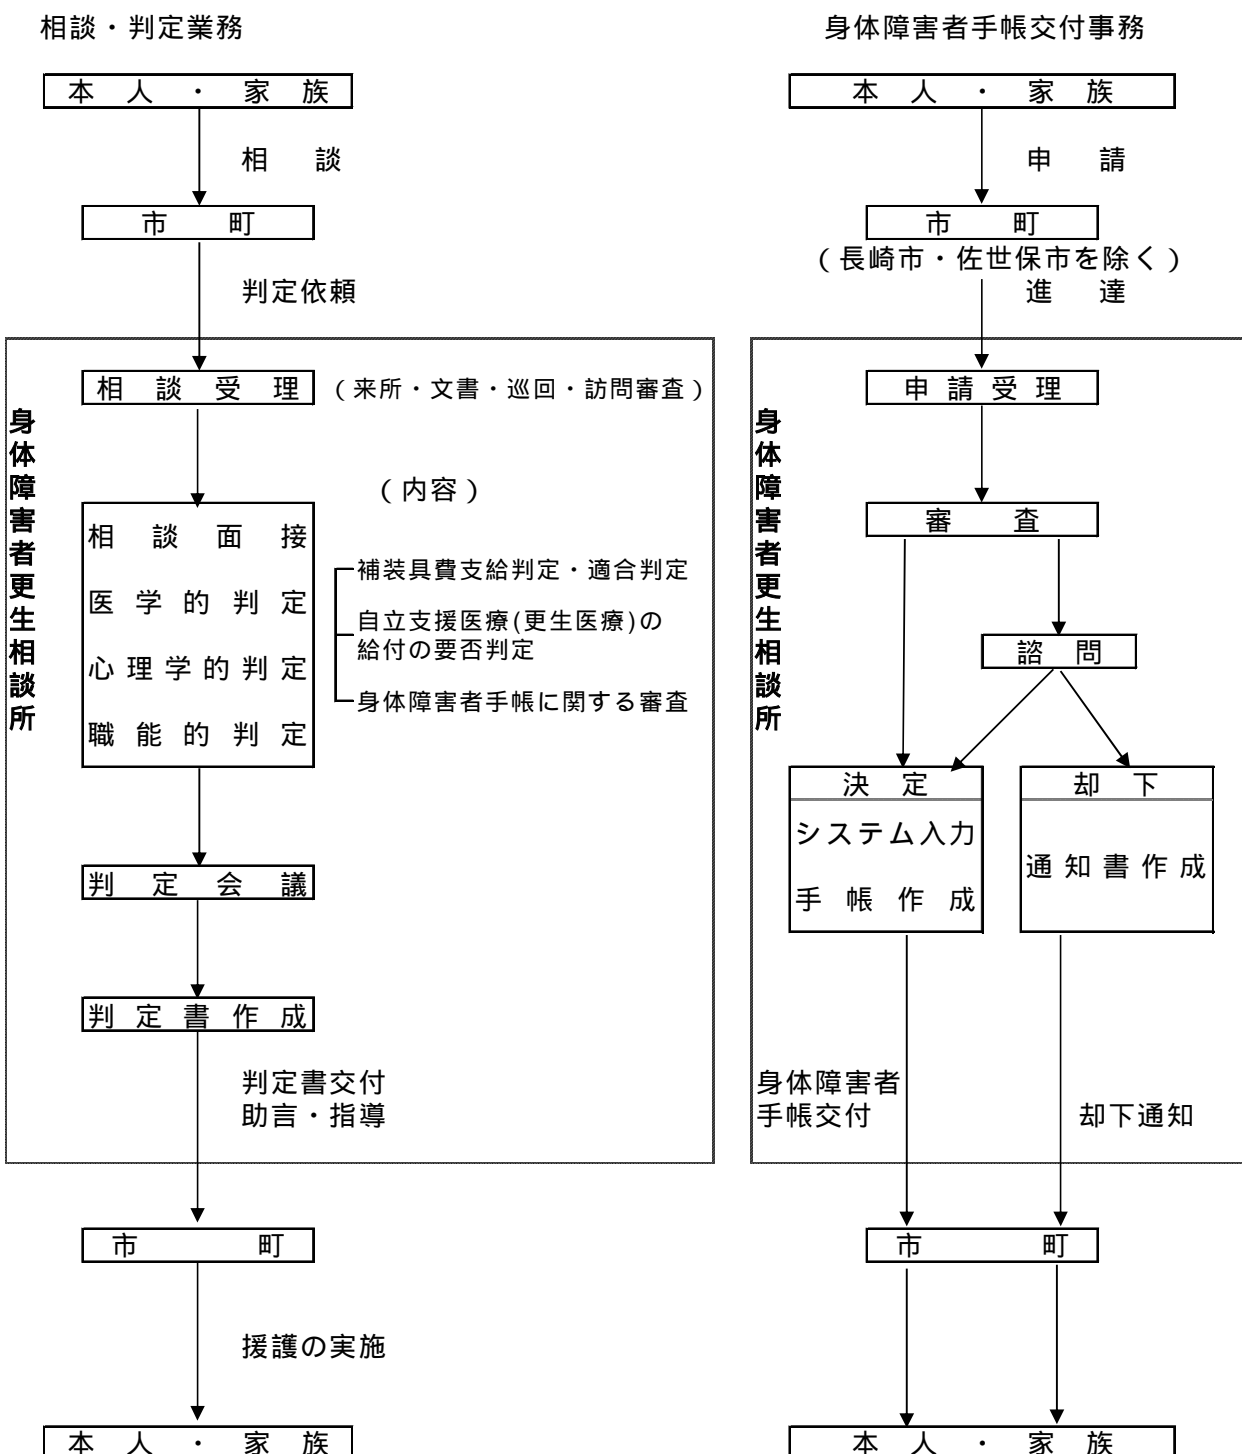 相談・判定業務
本人・家族
相談
市町
判定依頼
身体障害者更生相談所
相談受理
（来所・文書・巡回・訪問審査）
（内容）
相談面接
医学的判定
心理学的判定
職能的判定
補装具費支給判定・適合判定
自立支援医療(更生医療)の
給付の要否判定
身体障害者手帳に関する審査
判定会議
判定書作成
判定書交付
助言・指導
市町
援護の実施
本人・家族
身体障害者手帳交付事務
本人・家族
申請
市町
（長崎市・佐世保市を除く）
進達
身体障害者更生相談所
申請受理
審査
諮問
決定
システム入力
手帳作成
却下
通知書作成
身体障害者
手帳交付
却下通知
市町
本人・家族